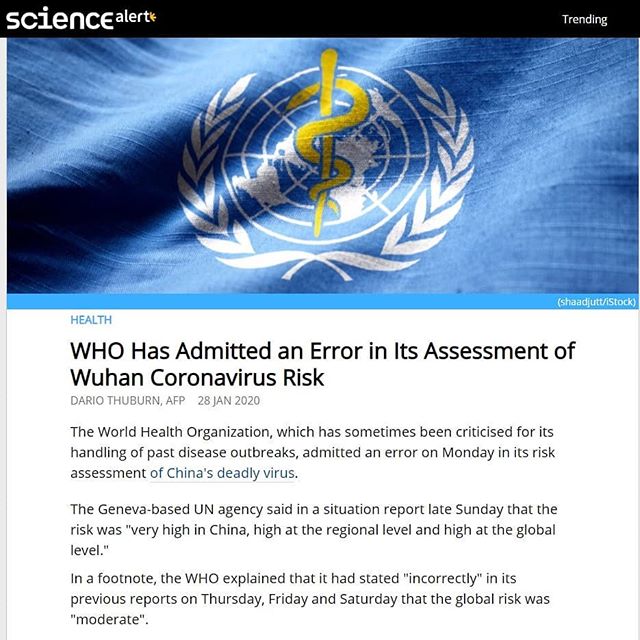 sciencealert
Trending
(shaadjutt/iStock)
HEALTH
WHO Has Admitted an Error in Its Assessment of
Wuhan Coronavirus Risk
DARIO THUBURN, AFP 28 JAN 2020
The World Health Organization, which has sometimes been criticised for its
handling of past disease outbreaks, admitted an error on Monday in its risk
assessment of China's deadly virus.
The Geneva-based UN agency said in a situation report late Sunday that the
risk was "very high in China, high at the regional level and high at the global
level."
In a footnote, the WHO explained that it had stated "incorrectly" in its
previous reports on Thursday, Friday and Saturday that the global risk was
"moderate".